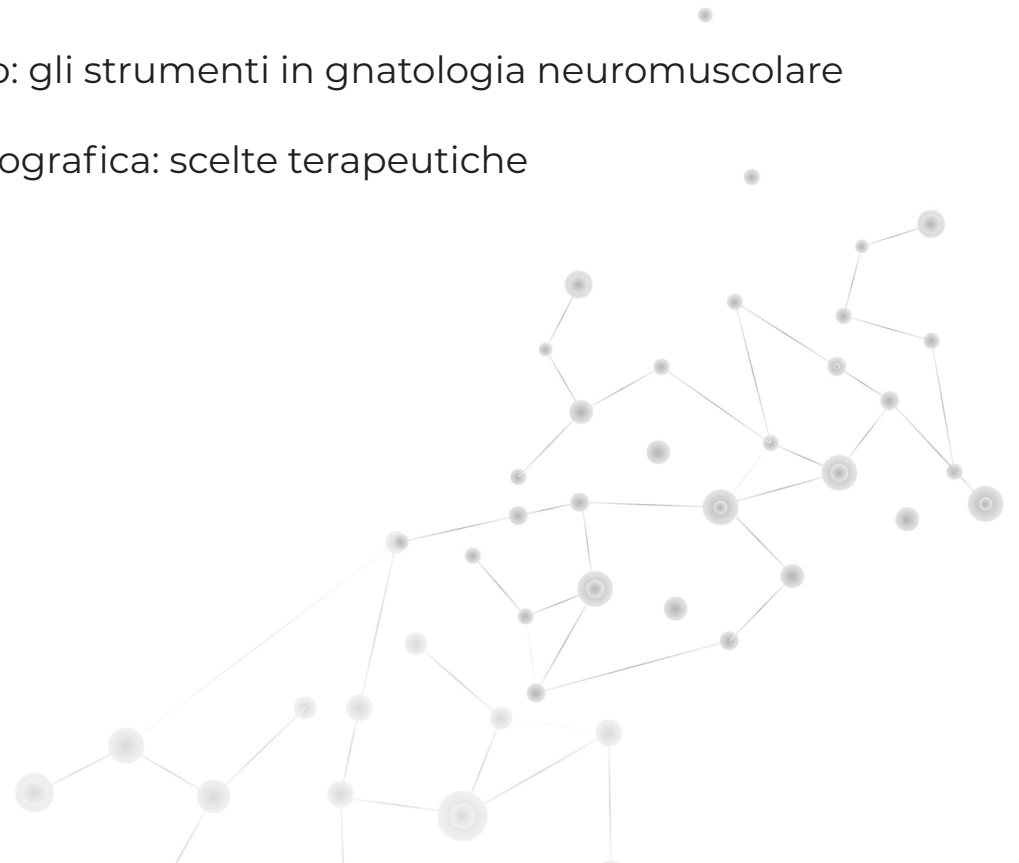 o: gli strumenti in gnatologia neuromuscolare
ografica: scelte terapeutiche